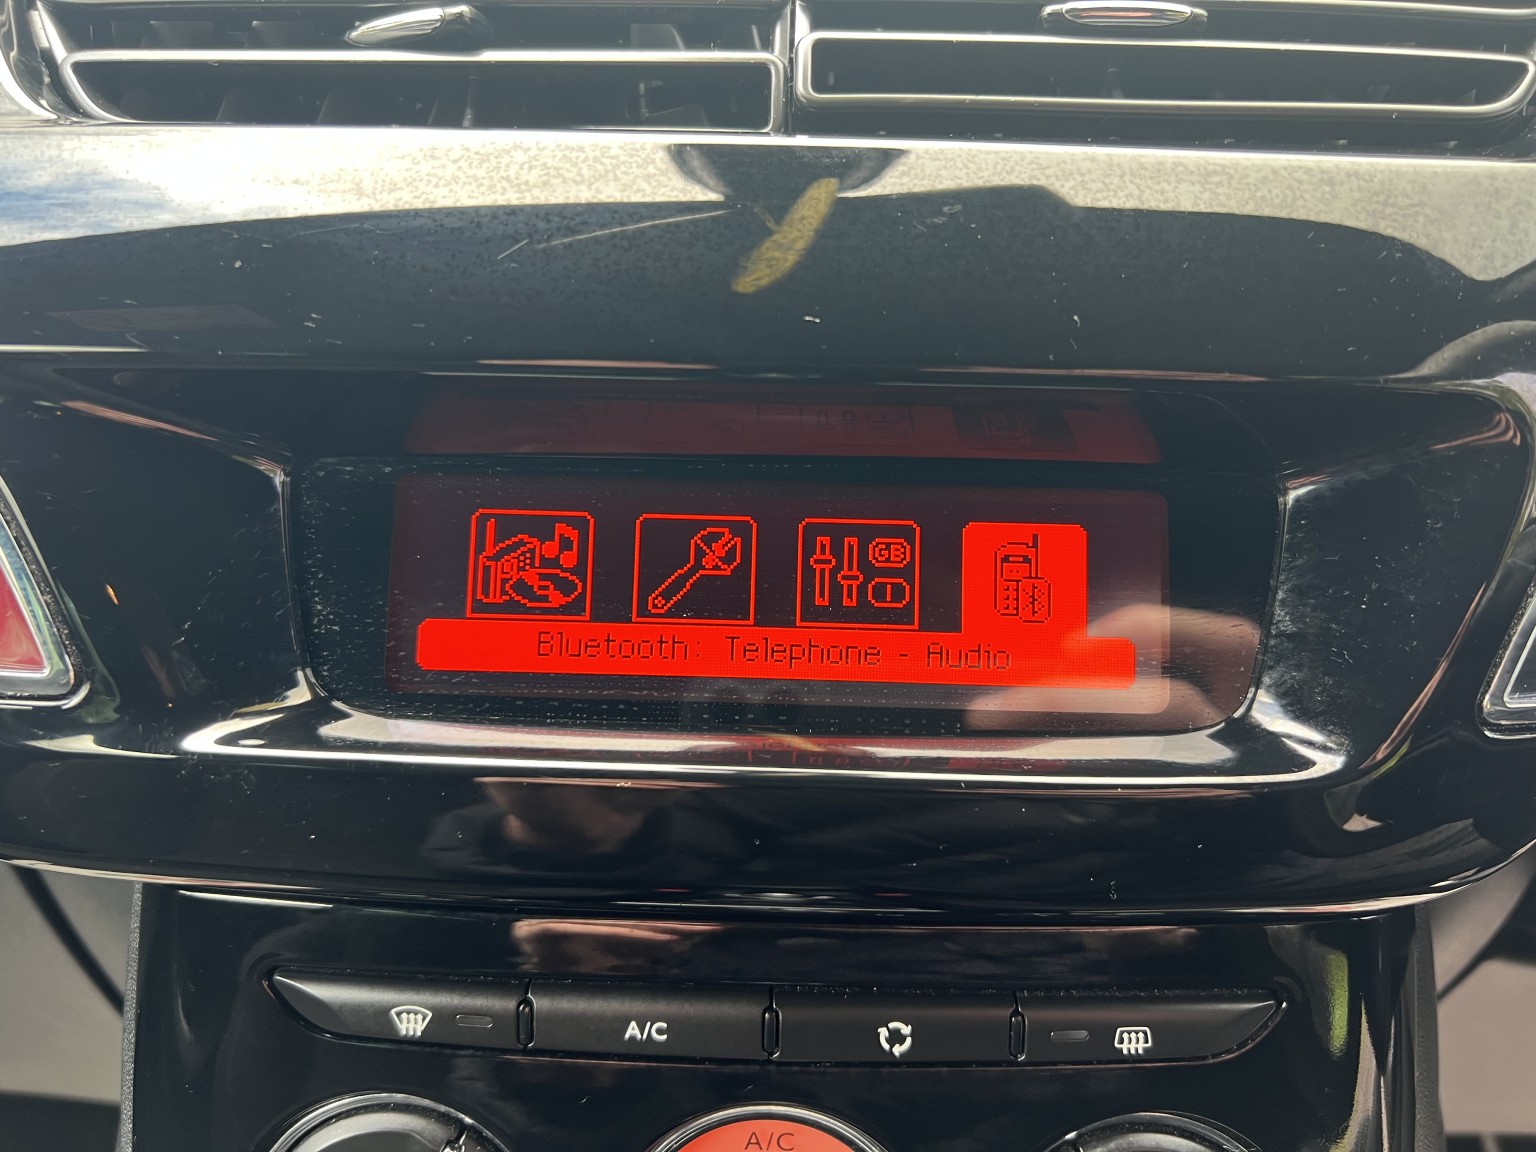 GB
Bluetooth: Telephone - Audio
A/C
A/C